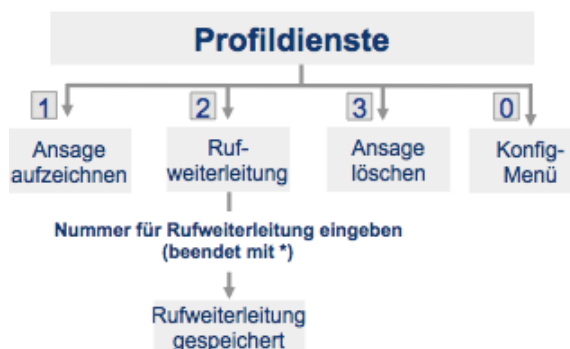 Profildienste
1
2
3
0
Ansage
aufzeichnen
Ruf-
weiterleitung
Ansage
löschen
Konfig-
Menü
Nummer für Rufweiterleitung eingeben
(beendet mit *)
Rufweiterleitung
gespeichert